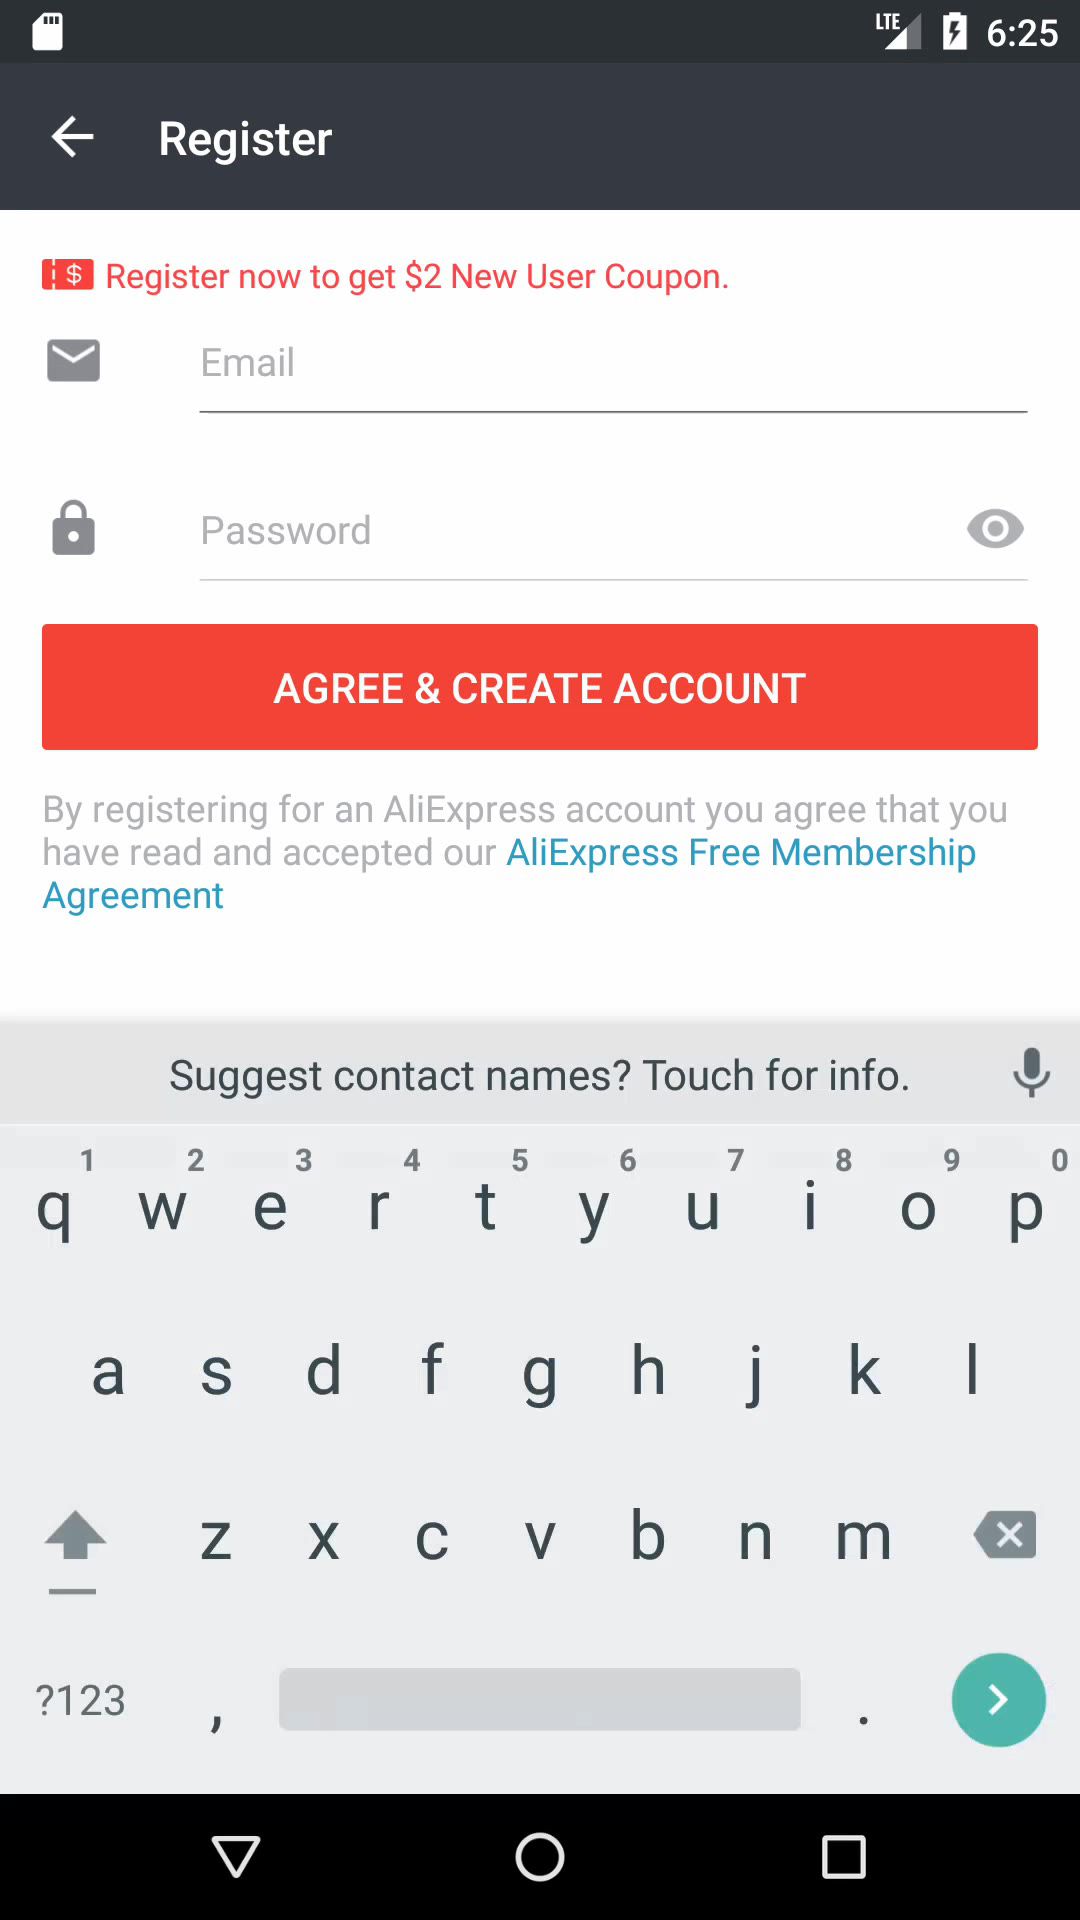 LTE 6:25
Register
$ Register now to get $2 New User Coupon.
Email
Password
AGREE & CREATE ACCOUNT
By registering for an AliExpress account you agree that you
have read and accepted our AliExpress Free Membership
Agreement
Suggest contact names? Touch for info.
1 2 3 4 5 6 7 8 9 0
q w e r t y u i o p
a s d f g h j k l
z x c v b n m
?123 , .